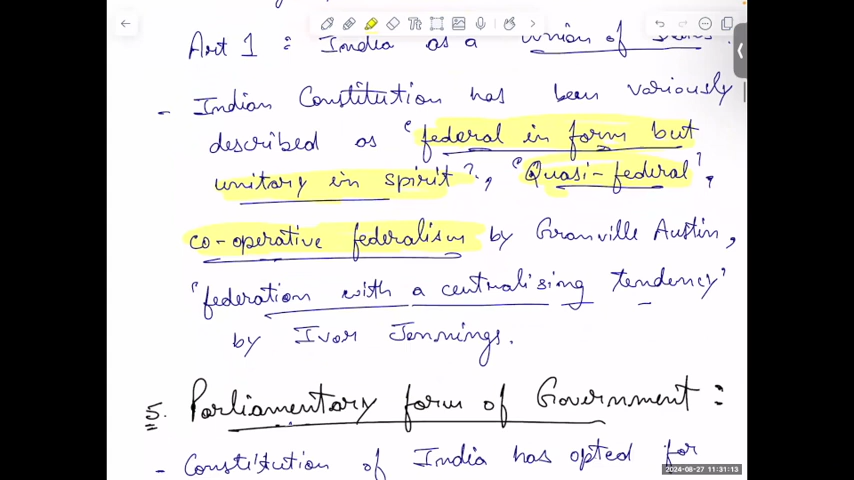 Art 1 : India as a union of
- Indian Constitution has been variously
described as 'federal in form but
unitary in spirit', 'Quasi-federal',
co-operative federalism by Granville Austin,
'federation with a centralising tendency'
by Ivor Jennings.
5. Parliamentary form of Government :
- Constitution of India has opted for
2024-08-27 11:31:13